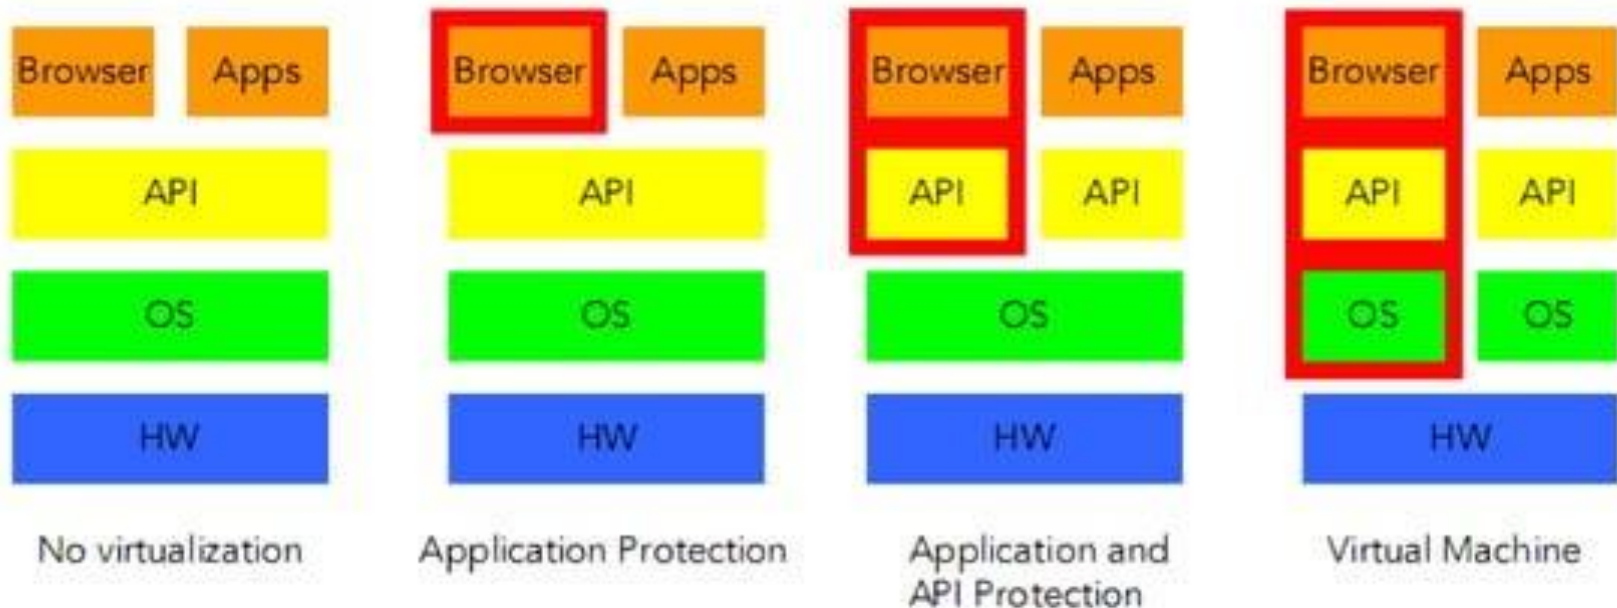 Browser Apps Browser Apps Browser Apps Browser Apps
API API API API API API
OS OS OS OS OS
HW HW HW HW
No virtualization Application Protection Application and Virtual Machine
API Protection